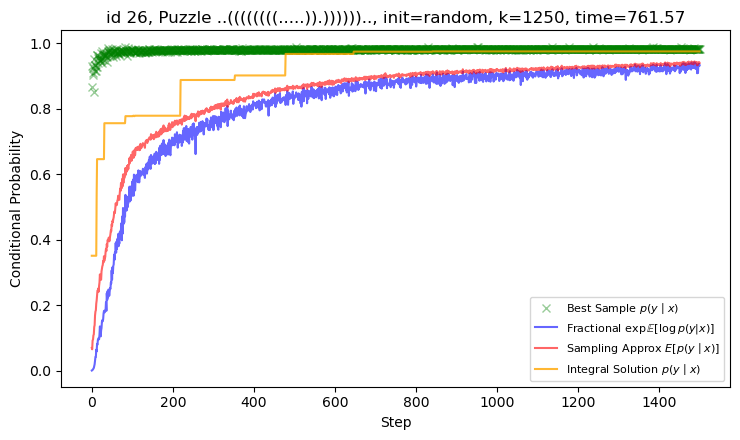 id 26, Puzzle ..((((((((.....)).)))))).., init=random, k=1250, time=761.57
Conditional Probability
1.0
0.8
0.6
0.4
0.2
0.0
Best Sample p(y | x)
Fractional exp𝔼[log p(y|x)]
Sampling Approx E[p(y | x)]
Integral Solution p(y | x)
0 200 400 600 800 1000 1200 1400
Step